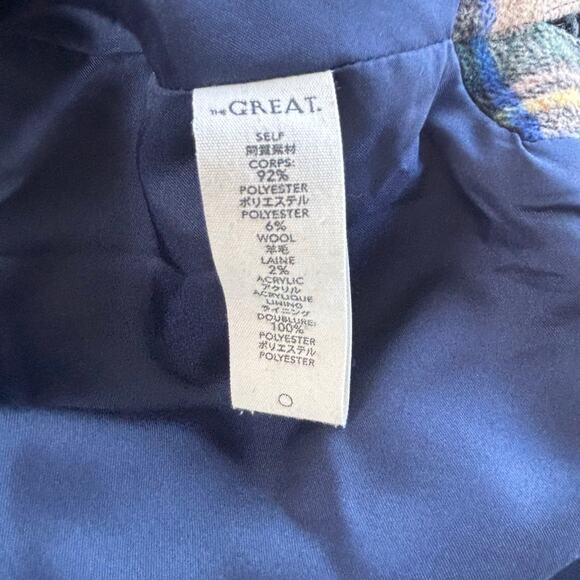 THE GREAT.
SELF
同質素材
CORPS:
92%
POLYESTER
ポリエステル
POLYESTER
6%
WOOL
羊毛
LAINE
2%
ACRYLIC
アクリル
ACRYLIQUE
LINING
ライニング
DOUBLURE:
100%
POLYESTER
ポリエステル
POLYESTER